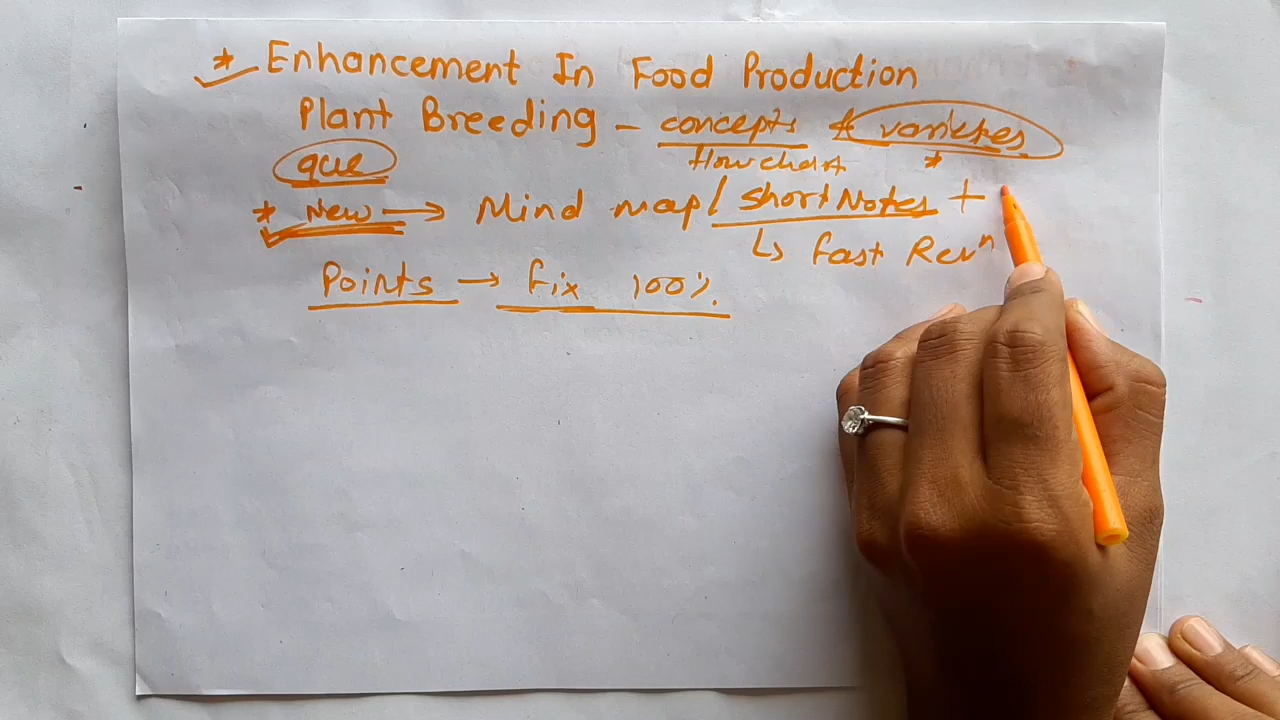 * Enhancement In Food Production
Plant Breeding - concepts & varieties *
que flowchart
* New → Mind map / Short Notes +
↳ fast Revⁿ
Points → fix 100%.